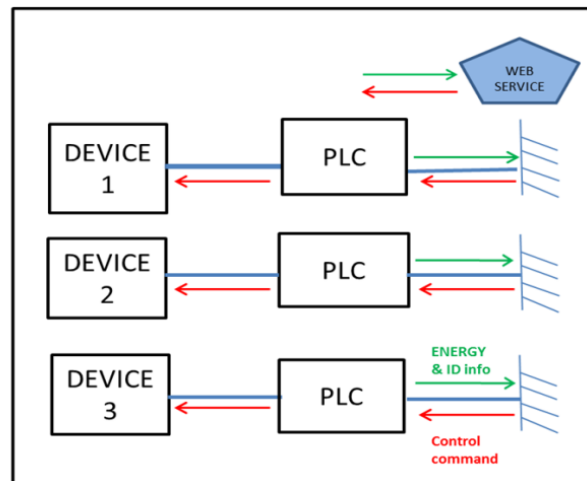 WEB
SERVICE
DEVICE
1
PLC
DEVICE
2
PLC
ENERGY
& ID info
DEVICE
3
PLC
Control
command